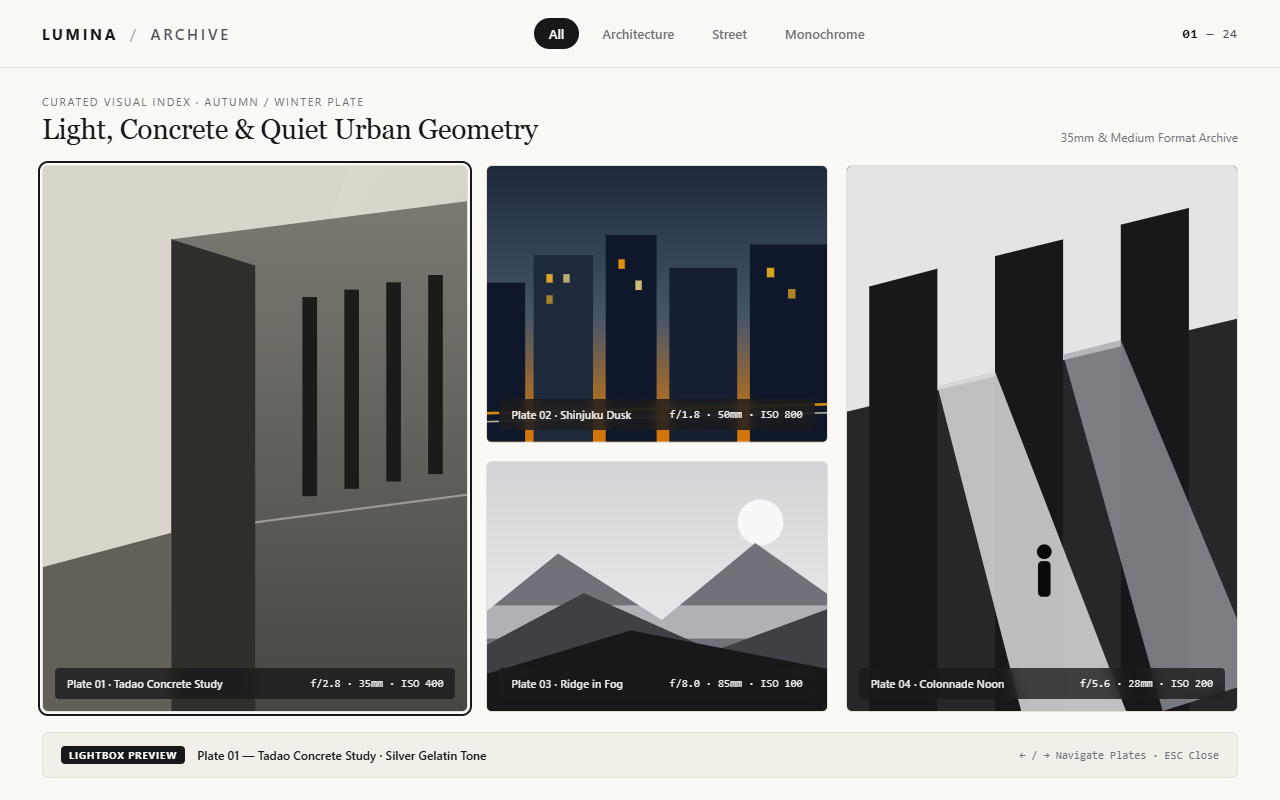 LUMINA / ARCHIVE
All
Architecture
Street
Monochrome
01 — 24
CURATED VISUAL INDEX · AUTUMN / WINTER PLATE
Light, Concrete & Quiet Urban Geometry
35mm & Medium Format Archive
Plate 01 · Tadao Concrete Study
f/2.8 · 35mm · ISO 400
Plate 02 · Shinjuku Dusk
f/1.8 · 50mm · ISO 800
Plate 03 · Ridge in Fog
f/8.0 · 85mm · ISO 100
Plate 04 · Colonnade Noon
f/5.6 · 28mm · ISO 200
LIGHTBOX PREVIEW
Plate 01 — Tadao Concrete Study · Silver Gelatin Tone
← / → Navigate Plates · ESC Close